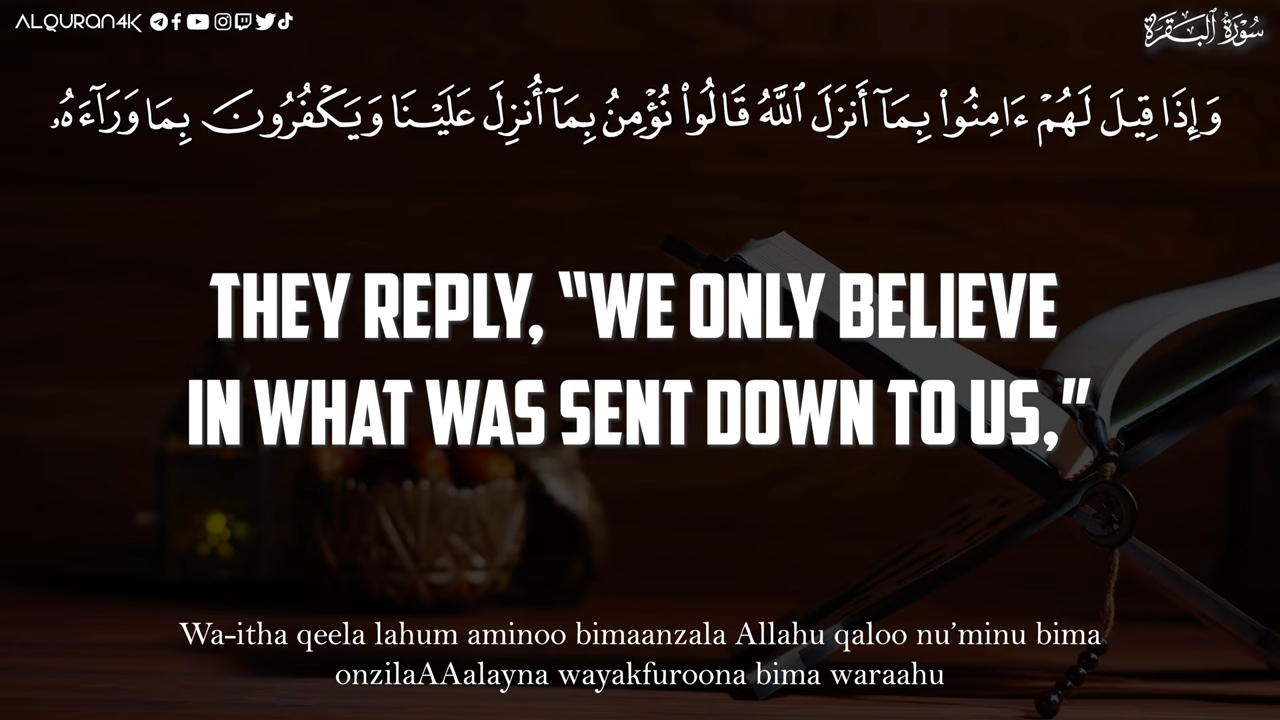 ALQURAN4K
سُورَةُ ٱلْبَقَرَةِ
وَإِذَا قِيلَ لَهُمْ ءَامِنُوا۟ بِمَآ أَنزَلَ ٱللَّهُ قَالُوا۟ نُؤْمِنُ بِمَآ أُنزِلَ عَلَيْنَا وَيَكْفُرُونَ بِمَا وَرَآءَهُۥ
THEY REPLY, “WE ONLY BELIEVE
IN WHAT WAS SENT DOWN TO US,”
Wa-itha qeela lahum aminoo bimaanzala Allahu qaloo nu’minu bima
onzilaAAalayna wayakfuroona bima waraahu